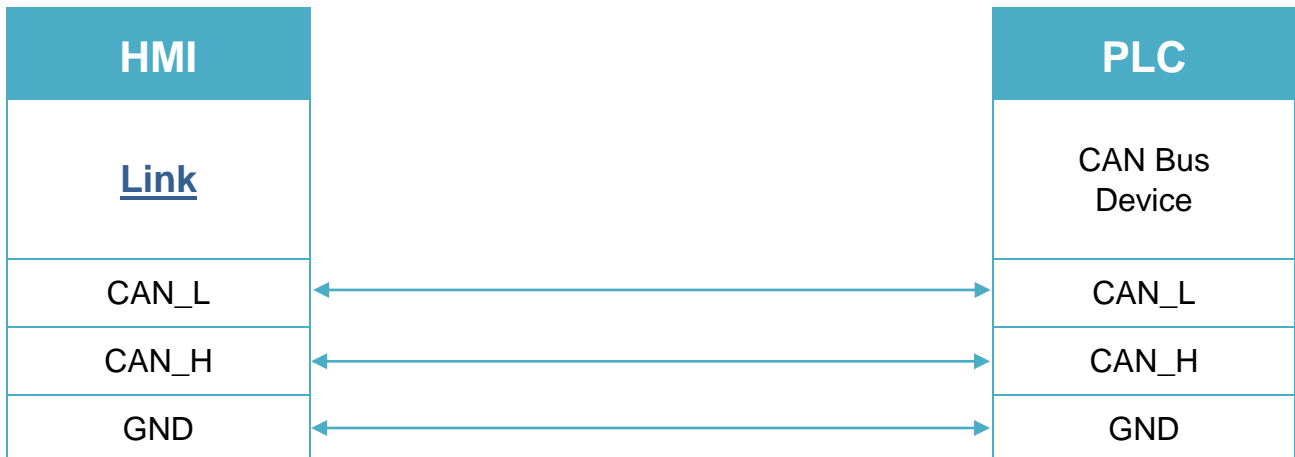 HMI PLC
Link CAN Bus
Device
CAN_L CAN_L
CAN_H CAN_H
GND GND